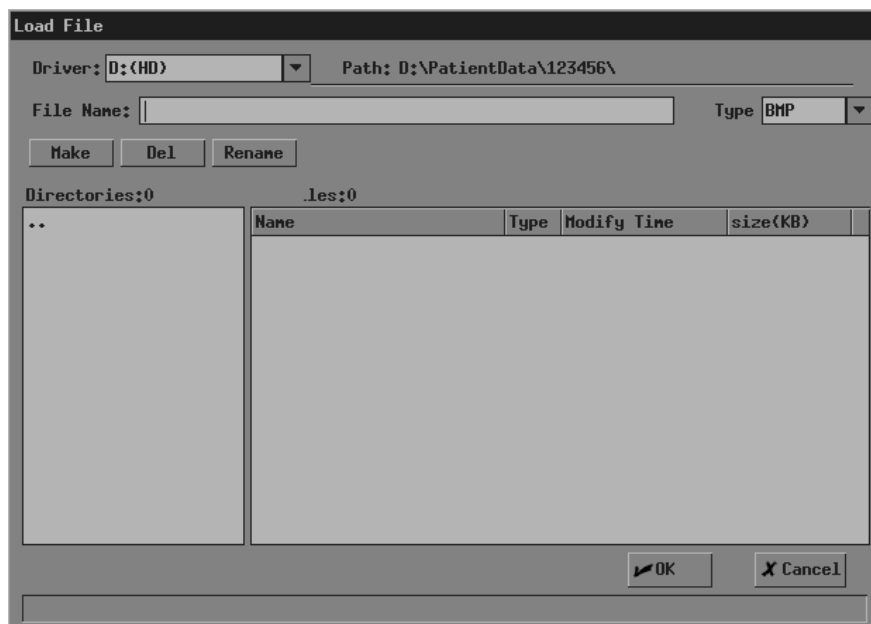 Load File
Driver: D:(HD) Path: D:\PatientData\123456\
File Name: Type BMP
Make Del Rename
Directories:0 .les:0
..
Name Type Modify Time size(KB)
OK Cancel